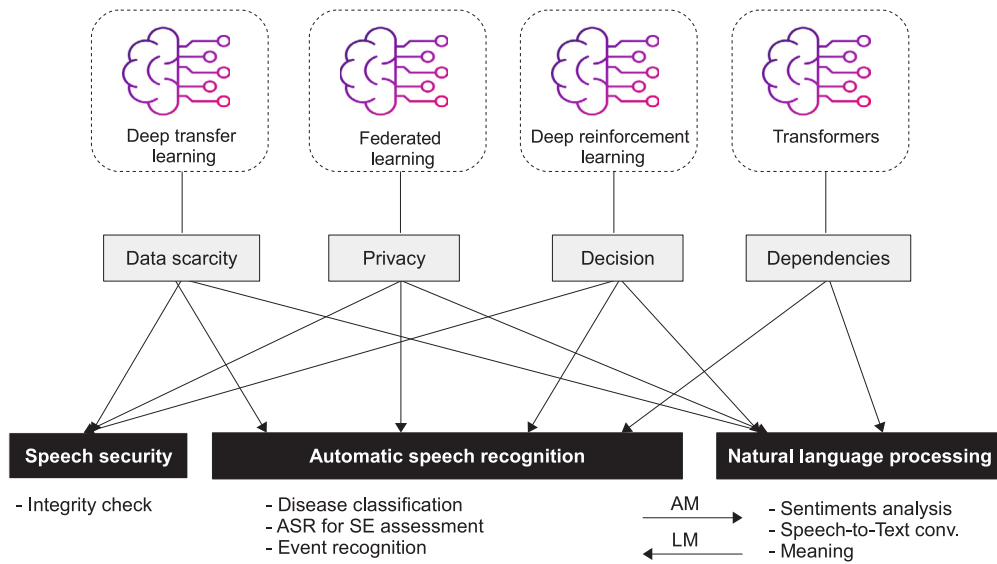 Deep transfer
learning
Federated
learning
Deep reinforcement
learning
Transformers
Data scarcity
Privacy
Decision
Dependencies
Speech security
Automatic speech recognition
Natural language processing
- Integrity check
- Disease classification
- ASR for SE assessment
- Event recognition
AM
LM
- Sentiments analysis
- Speech-to-Text conv.
- Meaning